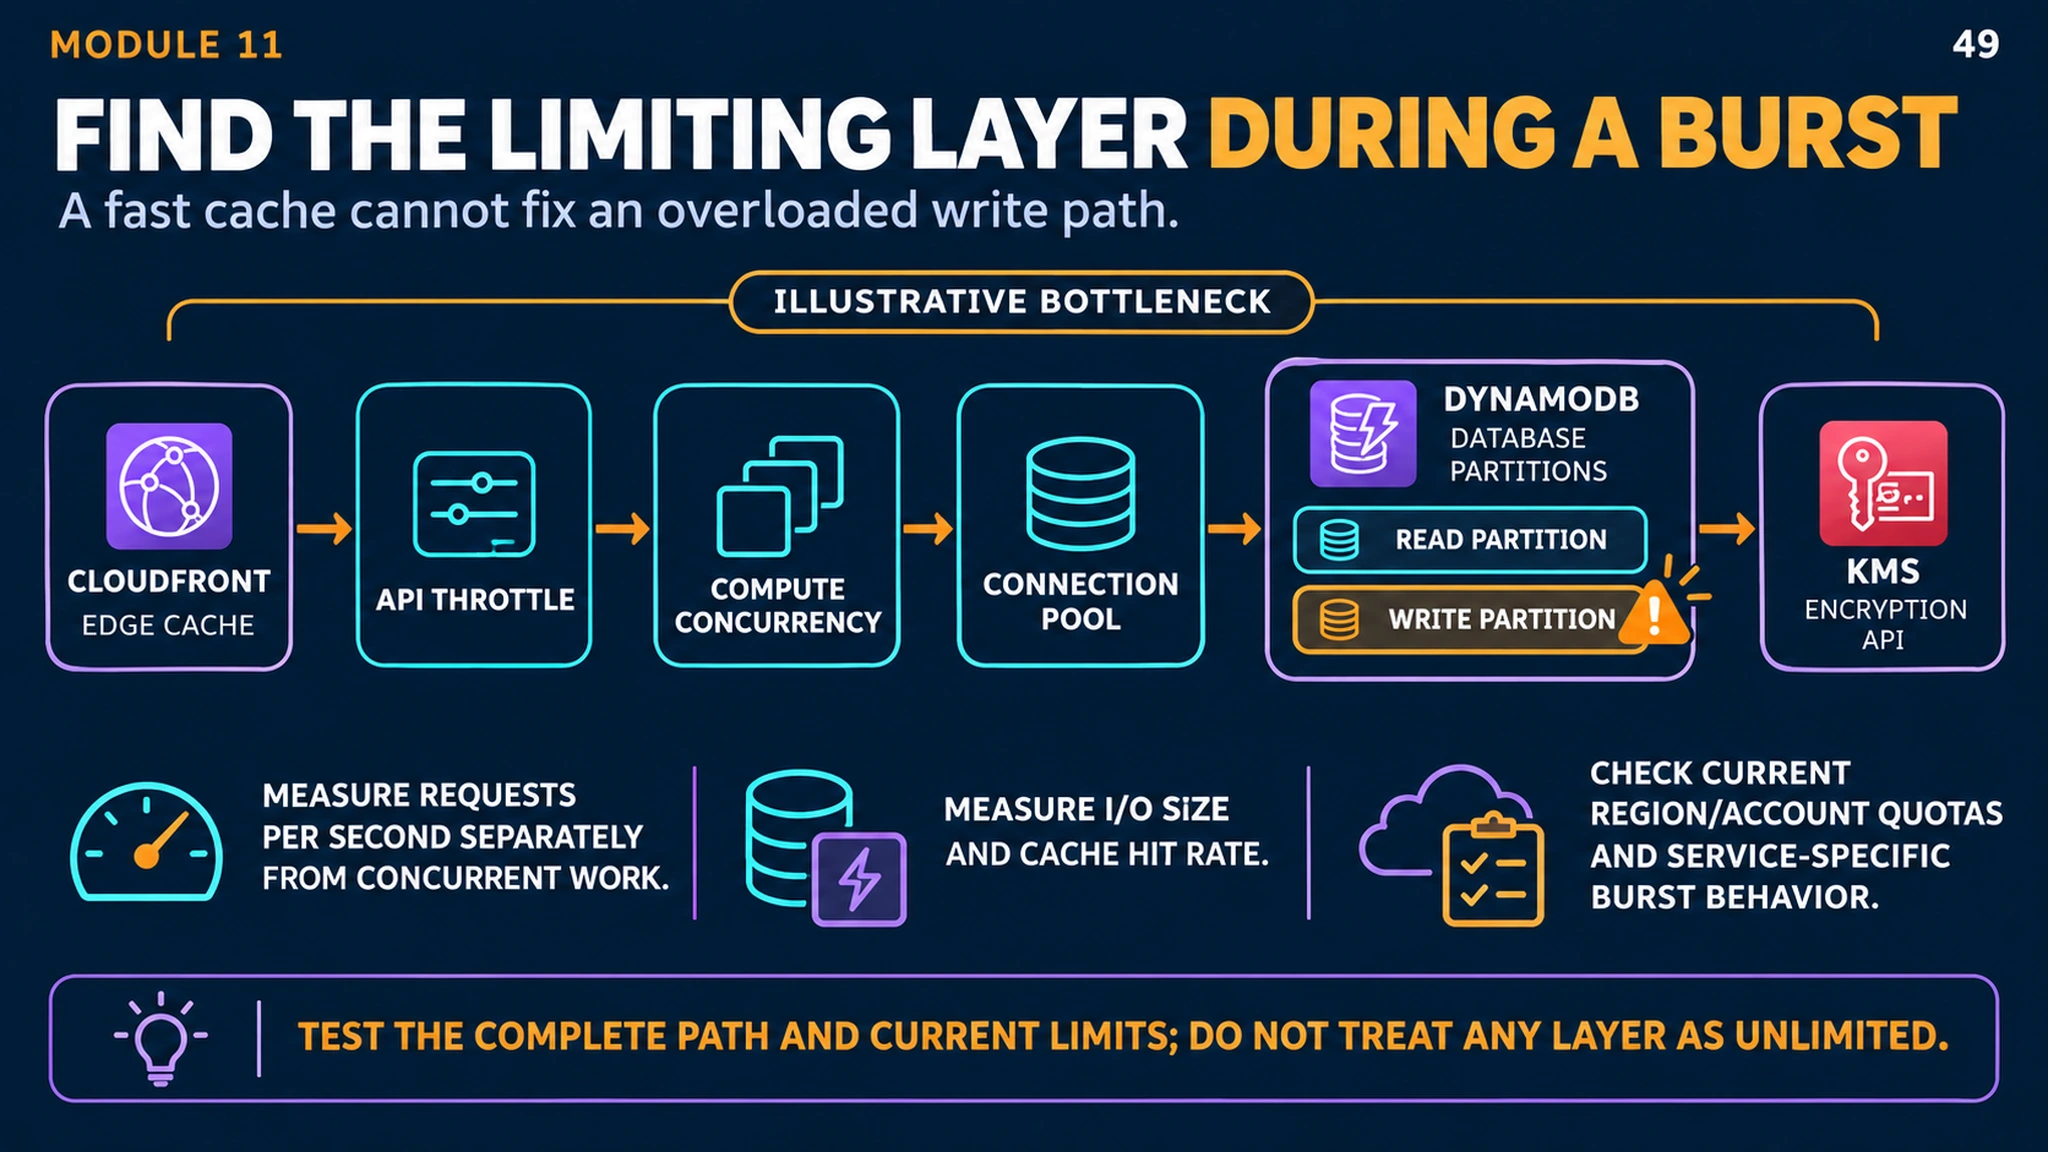 MODULE 11
49
FIND THE LIMITING LAYER DURING A BURST
A fast cache cannot fix an overloaded write path.
ILLUSTRATIVE BOTTLENECK
CLOUDFRONT
EDGE CACHE
API THROTTLE
COMPUTE
CONCURRENCY
CONNECTION
POOL
DYNAMODB
DATABASE
PARTITIONS
READ PARTITION
WRITE PARTITION
KMS
ENCRYPTION
API
MEASURE REQUESTS
PER SECOND SEPARATELY
FROM CONCURRENT WORK.
MEASURE I/O SiZE
AND CACHE HIT RATE.
CHECK CURRENT
REGION/ACCOUNT QUOTAS
AND SERVICE-SPECIFIC
BURST BEHAVIOR.
TEST THE COMPLETE PATH AND CURRENT LIMITS; DO NOT TREAT ANY LAYER AS UNLIMITED.